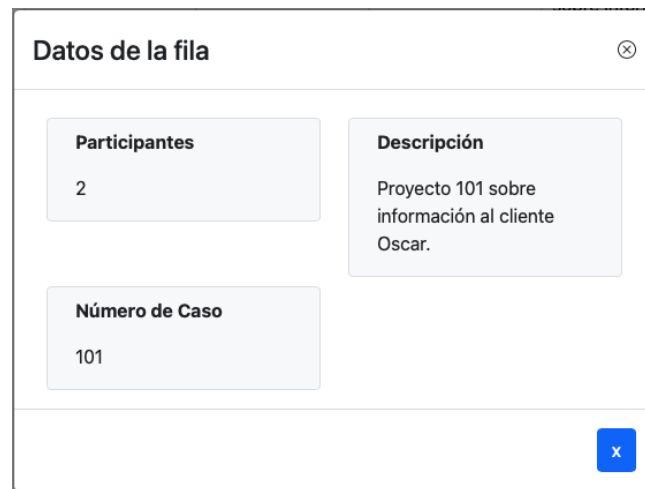 Datos de la fila
Participantes
2
Descripción
Proyecto 101 sobre
información al cliente
Oscar.
Número de Caso
101
x